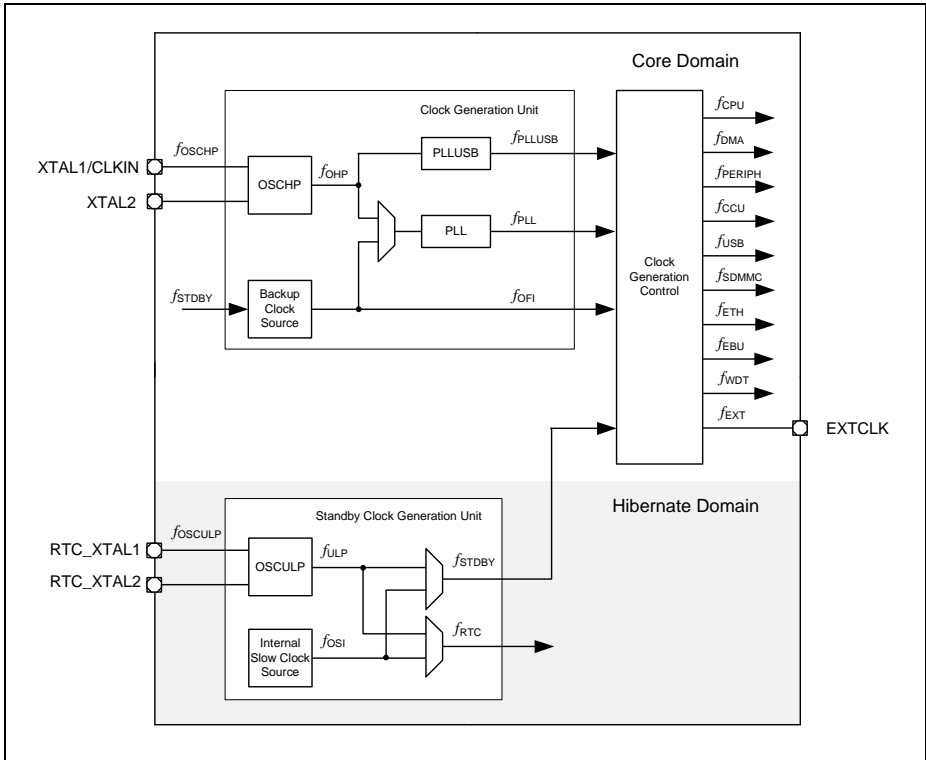 Core Domain
Clock Generation Unit
XTAL1/CLKIN
XTAL2
fOSCHP
OSCHP
fOHP
PLLUSB
fPLLUSB
PLL
fPLL
fSTDBY
Backup
Clock
Source
fOFI
Clock
Generation
Control
fCPU
fDMA
fPERIPH
fCCU
fUSB
fSDMMC
fETH
fEBU
fWDT
fEXT
EXTCLK
Hibernate Domain
Standby Clock Generation Unit
RTC_XTAL1
RTC_XTAL2
fOSCULP
OSCULP
fULP
fSTDBY
Internal
Slow Clock
Source
fOSI
fRTC